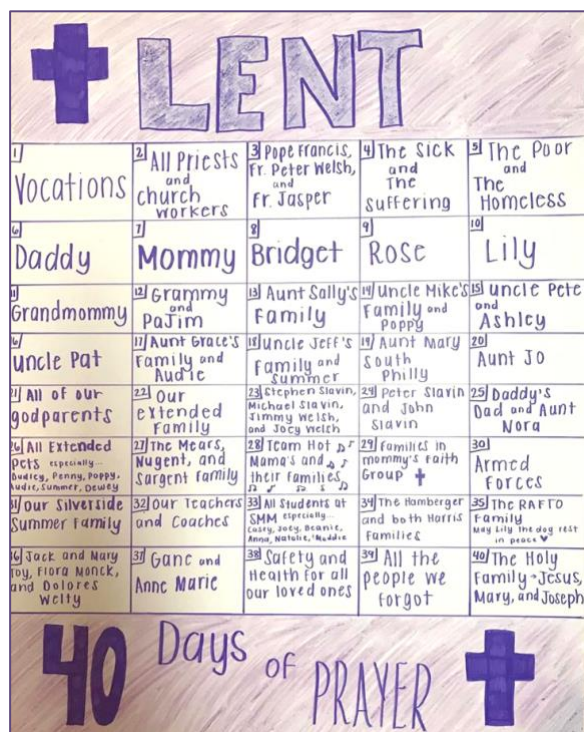 LENT
1
Vocations
2 All Priests
and
church
workers
3 Pope Francis,
Fr. Peter Welsh,
and
Fr. Jasper
4 The Sick
and
The
Suffering
5 The Poor
and
The
Homeless
6
Daddy
7
Mommy
8
Bridget
9
Rose
10
Lily
11
Grandmommy
12 Grammy
and
PaJim
13 Aunt Sally's
Family
14 Uncle Mike's
Family and
Poppy
15 Uncle Pete
and
Ashley
16
Uncle Pat
17 Aunt Grace's
Family and
Audie
18 Uncle Jeff's
Family and
Summer
19 Aunt Mary
South
Philly
20
Aunt Jo
21 All of our
godparents
22 Our
extended
Family
23 Stephen Slavin,
Michael Slavin,
Jimmy Welsh,
and Joey Welsh
24 Peter Slavin
and John
Slavin
25 Daddy's
Dad and Aunt
Nora
26 All Extended
Pets especially...
Dudley, Penny, Poppy,
Audie, Summer, Dewey
27 The Mears,
Nugent, and
Sargent Family
28 Team Hot
Mama's and
their Families
29 Families in
mommy's Faith
Group
30
Armed
Forces
31 Our Silverside
Summer Family
32 Our Teachers
and Coaches
33 All Students at
SMM especially...
Casey, Joey, Beanie,
Anna, Natalie, Maddie
34 The Hamberger
and both Harris
Families
35 The RAFTO
Family
May Lily the dog rest
in peace ♥
36 Jack and Mary
Toy, Flora Monck,
and Dolores
Welty
37 Ganc and
Anne Marie
38 Safety and
Health for all
our loved ones
39 All the
people we
forgot
40 The Holy
Family → Jesus,
Mary, and Joseph
40 Days of PRAYER